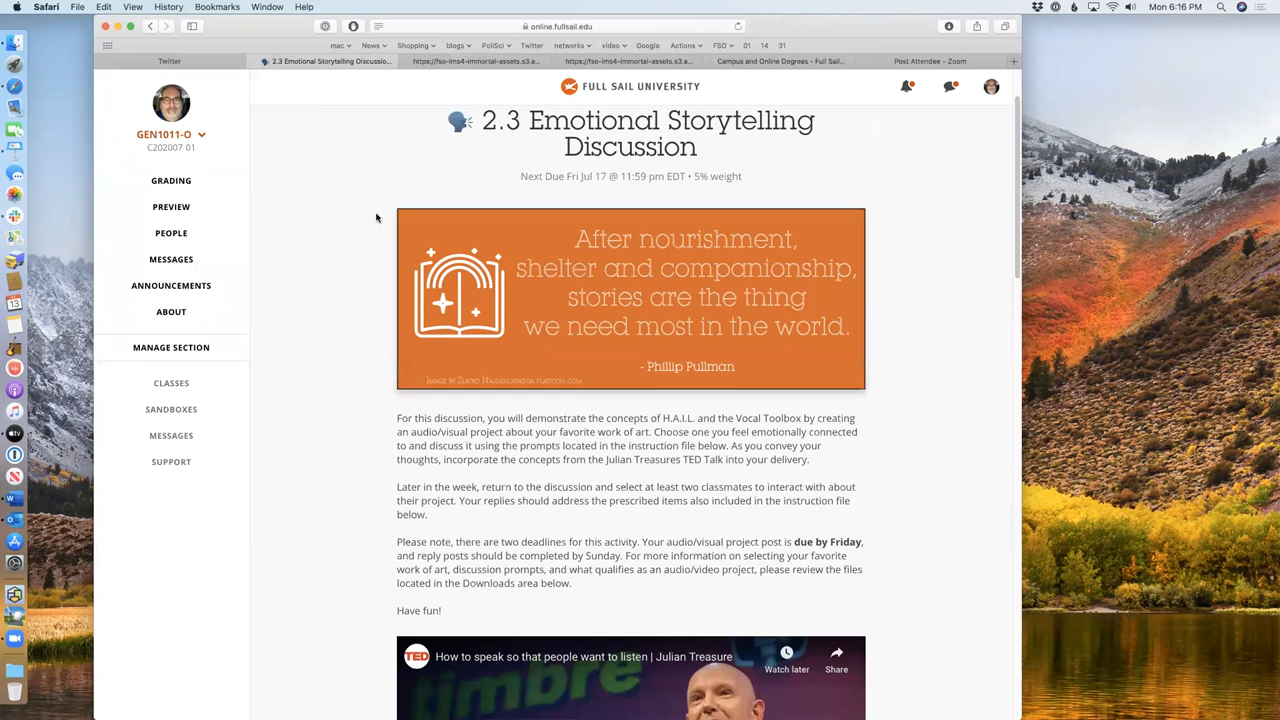 Safari File Edit View History Bookmarks Window Help Mon 6:16 PM
online.fullsail.edu
mac News Shopping blogs PoliSci Twitter networks video Google Actions FSO 01 14 31
Twitter 2.3 Emotional Storytelling Discussio... https://fso-lms4-immortal-assets.s3.a... https://fso-lms4-immortal-assets.s3.a... Campus and Online Degrees - Full Sai... Post Attendee - Zoom
FULL SAIL UNIVERSITY
GEN1011-O
C202007 01
GRADING
PREVIEW
PEOPLE
MESSAGES
ANNOUNCEMENTS
ABOUT
MANAGE SECTION
CLASSES
SANDBOXES
MESSAGES
SUPPORT
2.3 Emotional Storytelling
Discussion
Next Due Fri Jul 17 @ 11:59 pm EDT • 5% weight
After nourishment,
shelter and companionship,
stories are the thing
we need most in the world.
- Phillip Pullman
For this discussion, you will demonstrate the concepts of H.A.I.L. and the Vocal Toolbox by creating
an audio/visual project about your favorite work of art. Choose one you feel emotionally connected
to and discuss it using the prompts located in the instruction file below. As you convey your
thoughts, incorporate the concepts from the Julian Treasures TED Talk into your delivery.
Later in the week, return to the discussion and select at least two classmates to interact with about
their project. Your replies should address the prescribed items also included in the instruction file
below.
Please note, there are two deadlines for this activity. Your audio/visual project post is due by Friday,
and reply posts should be completed by Sunday. For more information on selecting your favorite
work of art, discussion prompts, and what qualifies as an audio/video project, please review the files
located in the Downloads area below.
Have fun!
TED How to speak so that people want to listen | Julian Treasure
Watch later Share